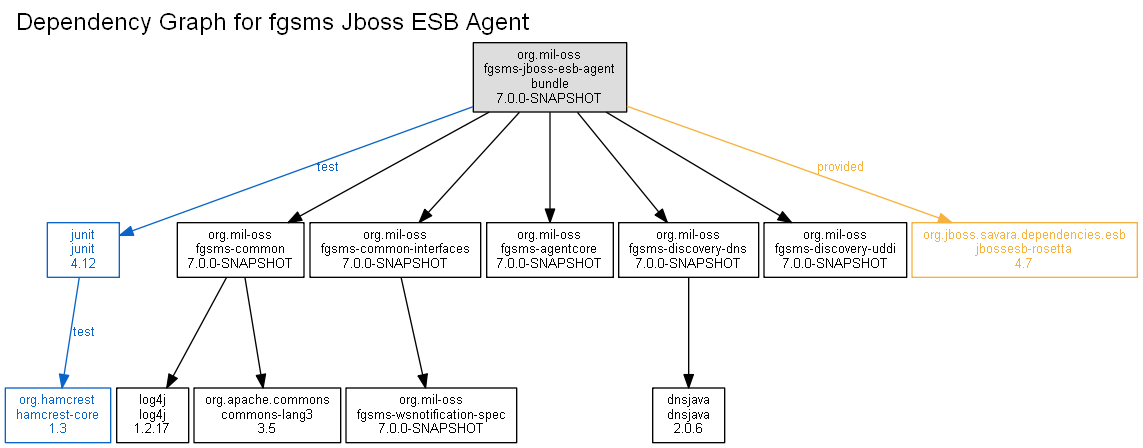 Dependency Graph for fgsms Jboss ESB Agent
org.mil-oss
fgsms-jboss-esb-agent
bundle
7.0.0-SNAPSHOT
test
provided
junit
junit
4.12
org.mil-oss
fgsms-common
7.0.0-SNAPSHOT
org.mil-oss
fgsms-common-interfaces
7.0.0-SNAPSHOT
org.mil-oss
fgsms-agentcore
7.0.0-SNAPSHOT
org.mil-oss
fgsms-discovery-dns
7.0.0-SNAPSHOT
org.mil-oss
fgsms-discovery-uddi
7.0.0-SNAPSHOT
org.jboss.savara.dependencies.esb
jbossesb-rosetta
4.7
test
org.hamcrest
hamcrest-core
1.3
log4j
log4j
1.2.17
org.apache.commons
commons-lang3
3.5
org.mil-oss
fgsms-wsnotification-spec
7.0.0-SNAPSHOT
dnsjava
dnsjava
2.0.6